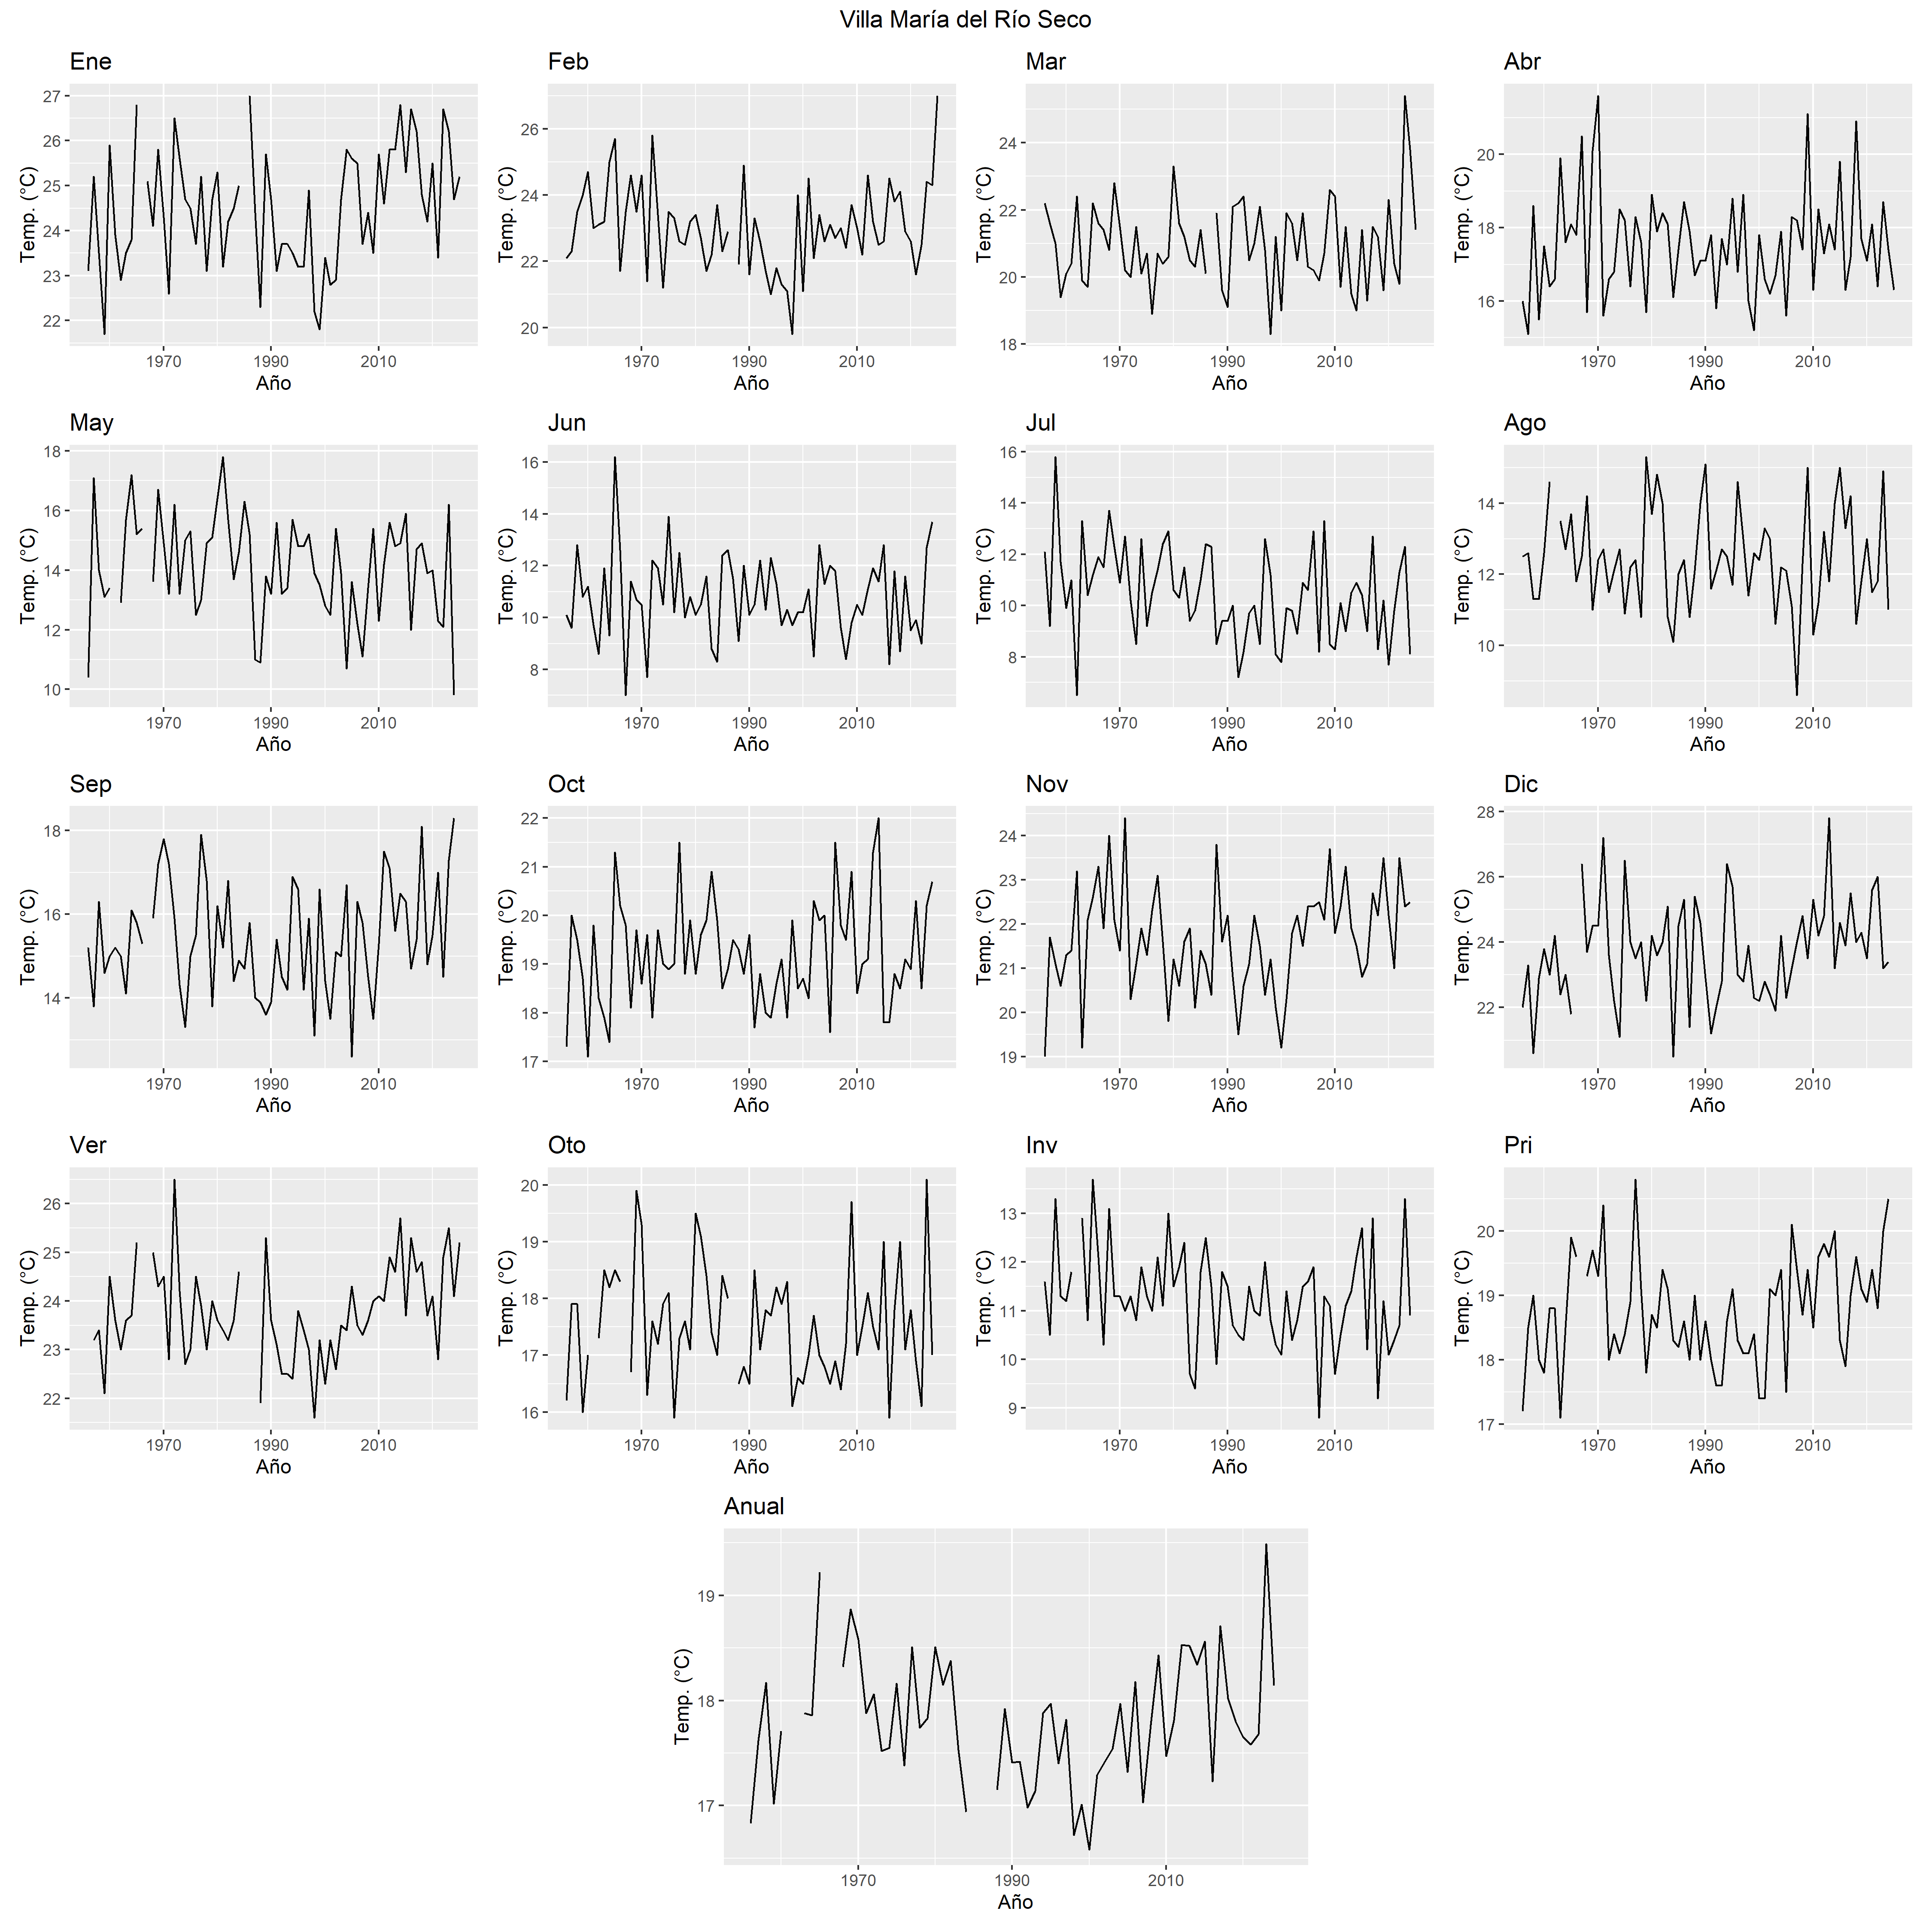 Villa María del Río Seco
Ene Feb Mar Abr
27
26
25
24
23
22
Temp. (°C)
1970 1990 2010
Año
26
24
22
20
Temp. (°C)
1970 1990 2010
Año
24
22
20
18
Temp. (°C)
1970 1990 2010
Año
20
18
16
Temp. (°C)
1970 1990 2010
Año
May Jun Jul Ago
18
16
14
12
10
Temp. (°C)
1970 1990 2010
Año
16
14
12
10
8
Temp. (°C)
1970 1990 2010
Año
16
14
12
10
8
Temp. (°C)
1970 1990 2010
Año
14
12
10
Temp. (°C)
1970 1990 2010
Año
Sep Oct Nov Dic
18
16
14
Temp. (°C)
1970 1990 2010
Año
22
21
20
19
18
17
Temp. (°C)
1970 1990 2010
Año
24
23
22
21
20
19
Temp. (°C)
1970 1990 2010
Año
28
26
24
22
Temp. (°C)
1970 1990 2010
Año
Ver Oto Inv Pri
26
25
24
23
22
Temp. (°C)
1970 1990 2010
Año
20
19
18
17
16
Temp. (°C)
1970 1990 2010
Año
13
12
11
10
9
Temp. (°C)
1970 1990 2010
Año
20
19
18
17
Temp. (°C)
1970 1990 2010
Año
Anual
19
18
17
Temp. (°C)
1970 1990 2010
Año